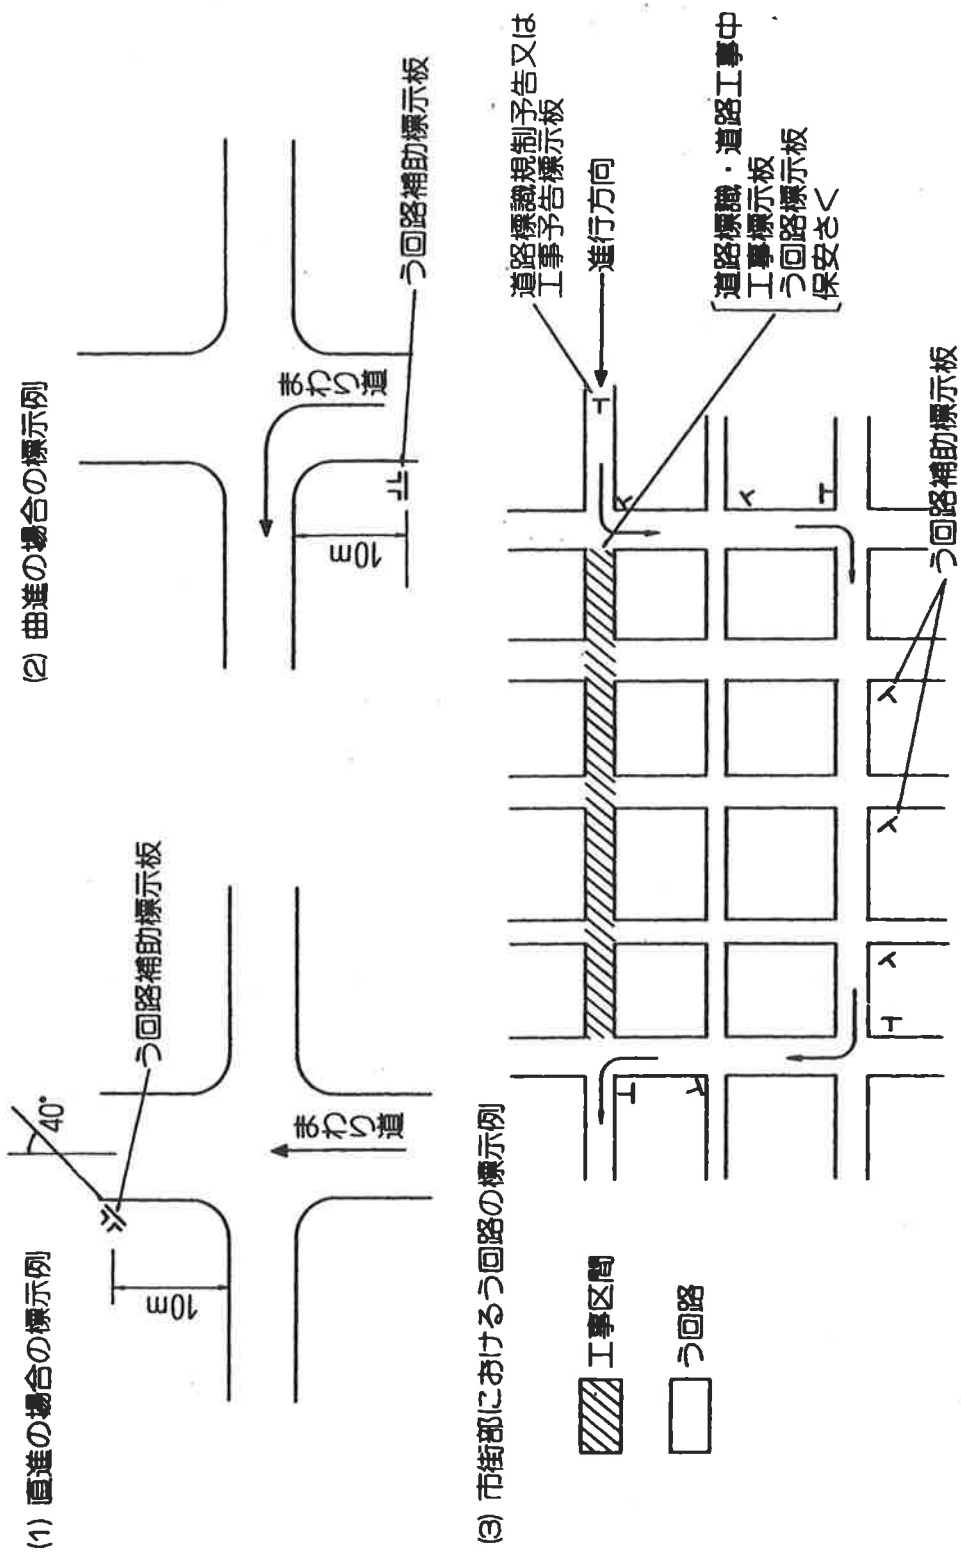 (1) 直進の場合の標示例
40°
う回路補助標示板
10m
まわり道
(2) 曲進の場合の標示例
まわり道
10m
う回路補助標示板
(3) 市街部におけるう回路の標示例
道路標識規制予告又は
工事予告標示板
進行方向
道路標識・道路工事中
工事標示板
う回路標示板
保安さく
う回路補助標示板
工事区間
う回路